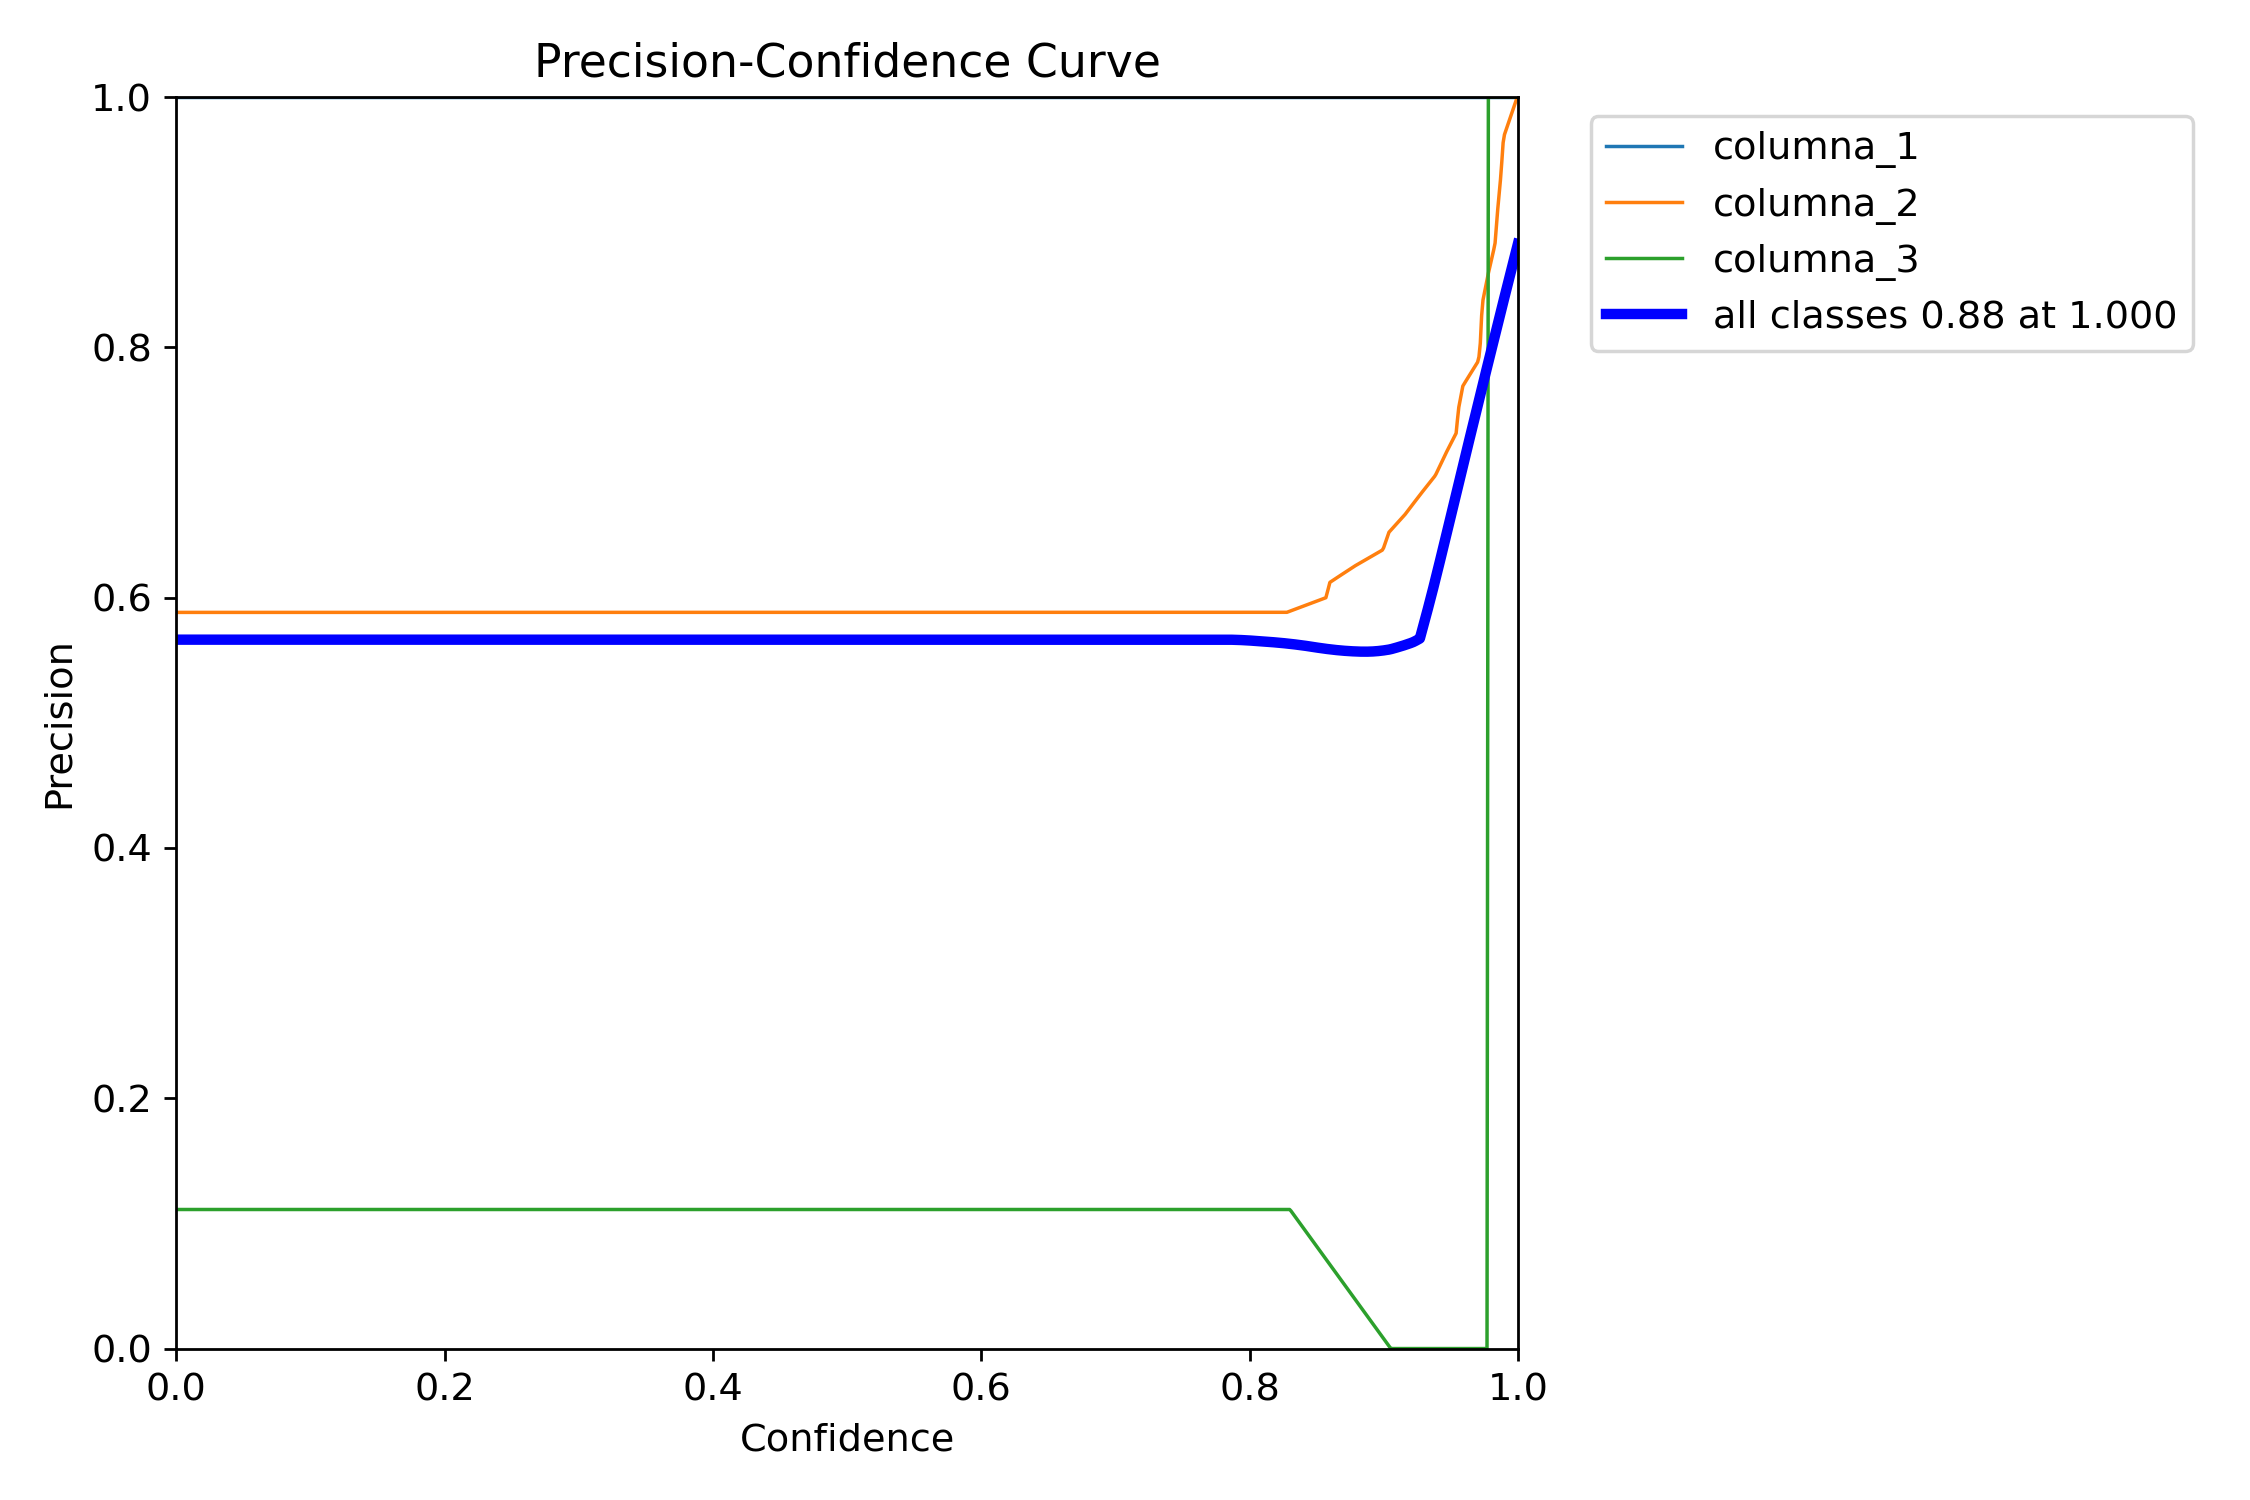 Precision-Confidence Curve
1.0
0.8
0.6
0.4
0.2
0.0
Precision
0.0 0.2 0.4 0.6 0.8 1.0
Confidence
columna_1
columna_2
columna_3
all classes 0.88 at 1.000